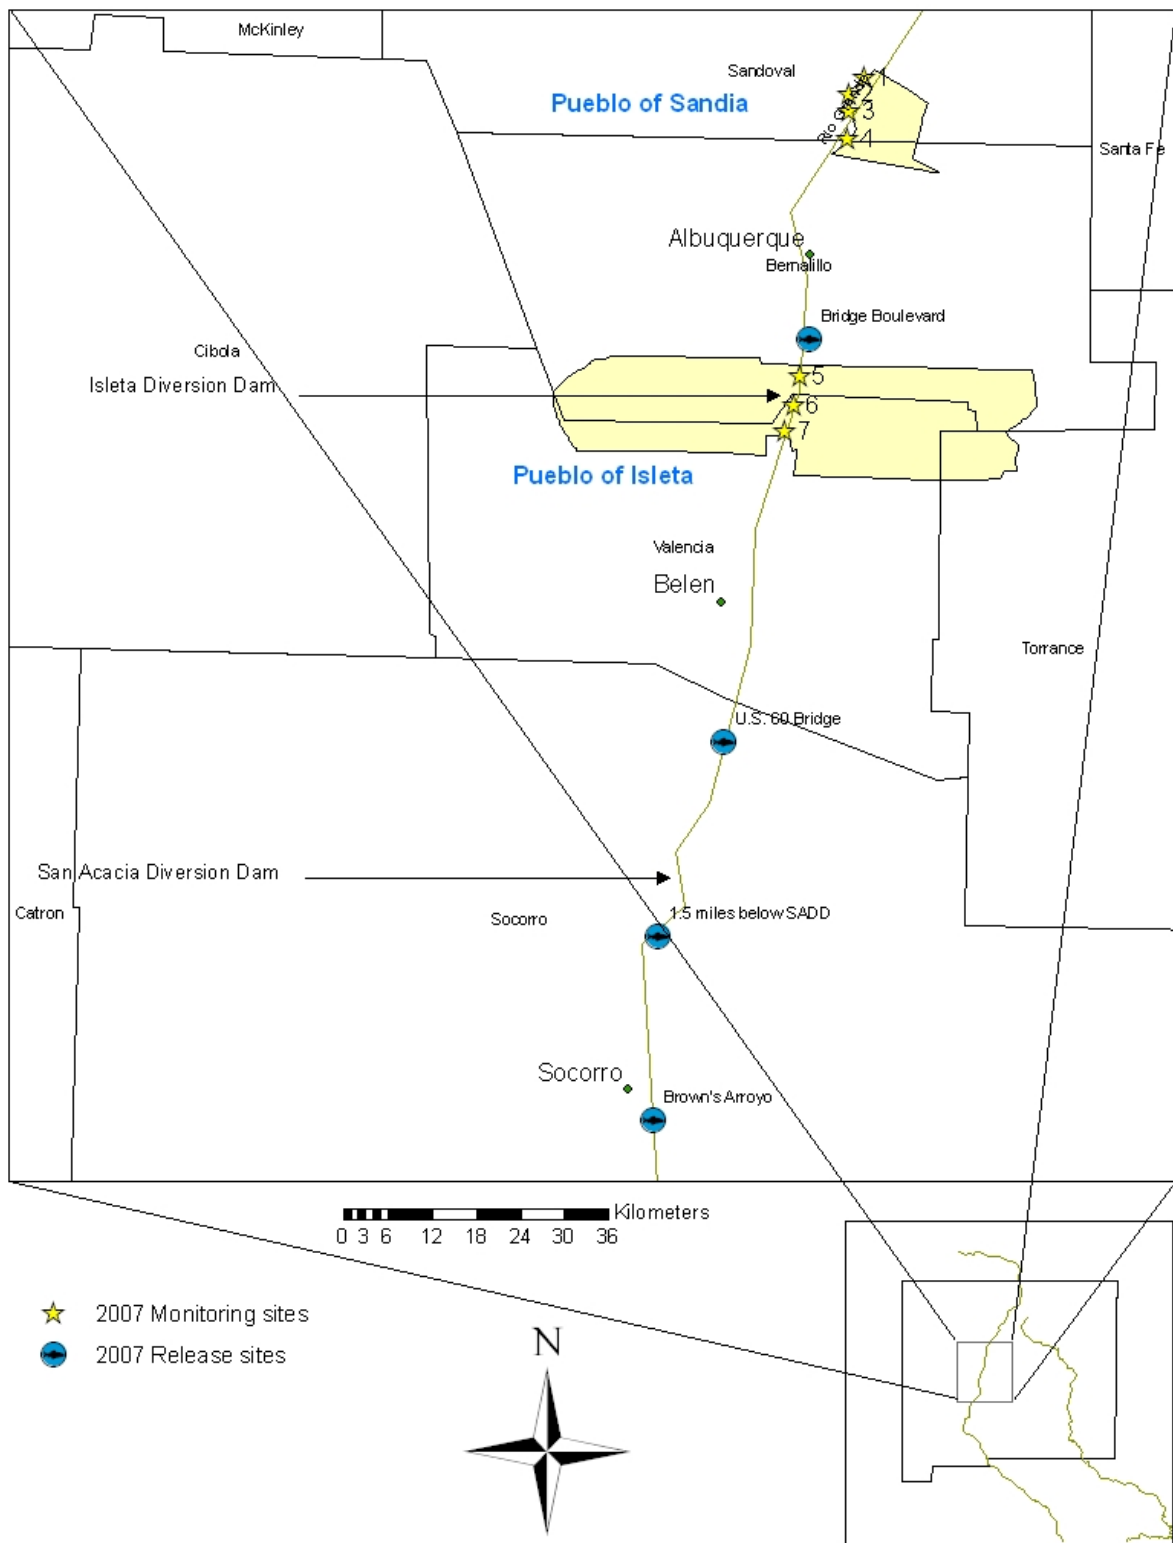 McKinley
Sandoval
1
Pueblo of Sandia
2
3
Rio Grande
4
Santa Fe
Albuquerque
Bernalillo
Bridge Boulevard
Cibola
5
Isleta Diversion Dam
6
7
Pueblo of Isleta
Valencia
Belen
Torrance
U.S. 60 Bridge
San Acacia Diversion Dam
Catron
Socorro
1.5 miles below SADD
Socorro
Brown's Arroyo
Kilometers
0 3 6 12 18 24 30 36
2007 Monitoring sites
2007 Release sites
N